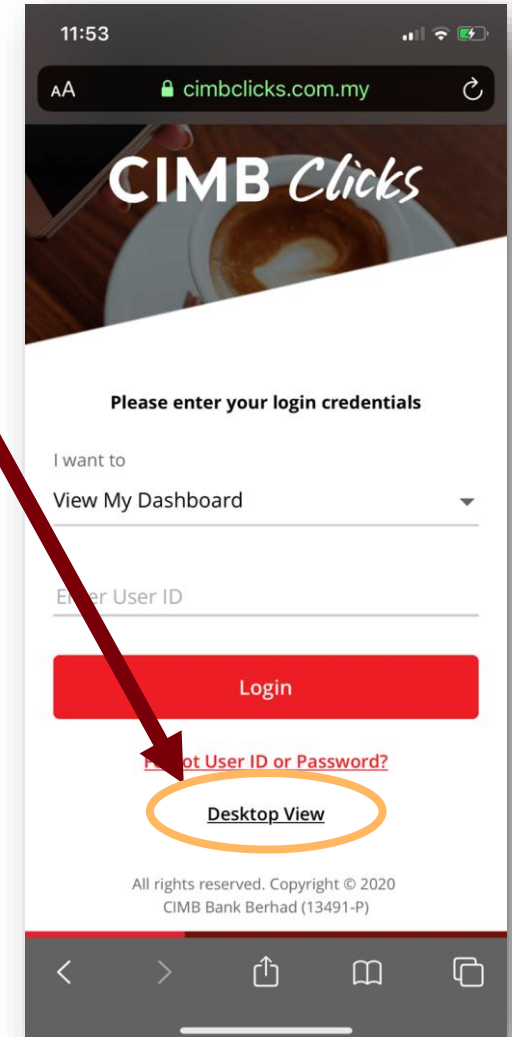 11:53
AA cimbclicks.com.my
CIMB Clicks
Please enter your login credentials
I want to
View My Dashboard
User ID
Login
User ID or Password?
Desktop View
All rights reserved. Copyright © 2020
CIMB Bank Berhad (13491-P)